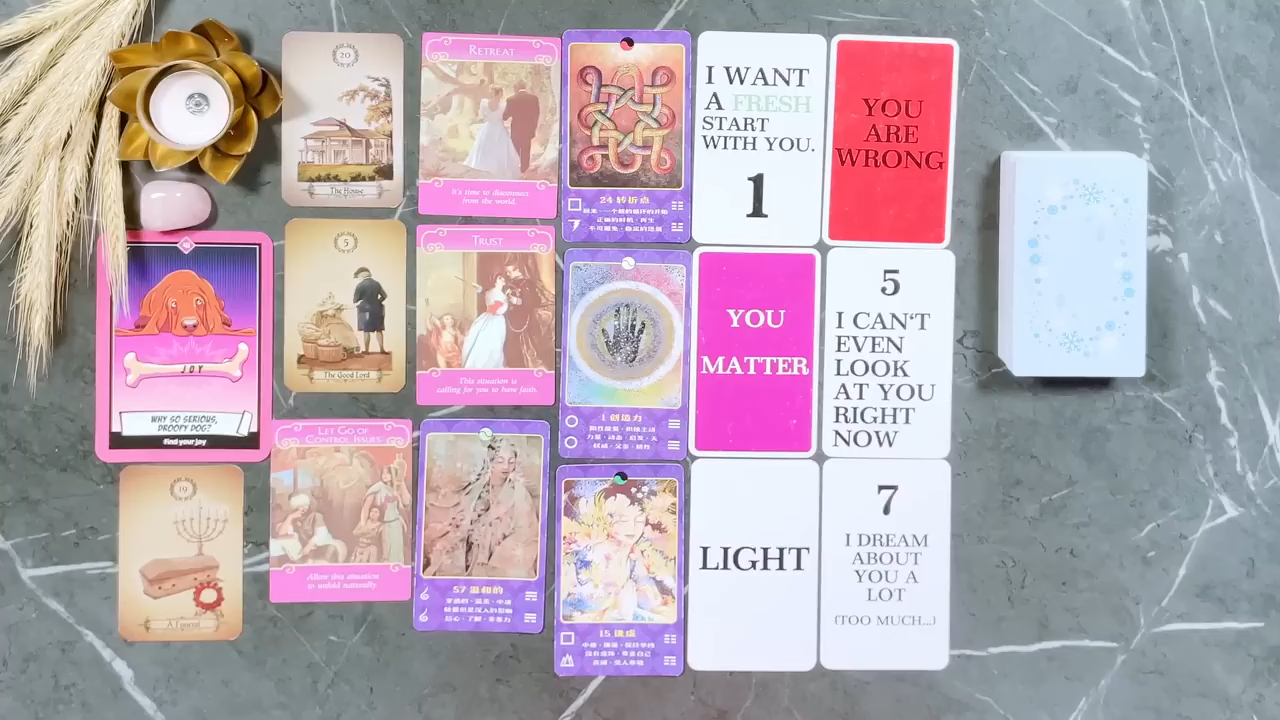 20
The House
RETREAT
It's time to disconnect
from the world.
24 转折点
I WANT
A FRESH
START
WITH YOU.
1
YOU
ARE
WRONG
JOY
WHY SO SERIOUS,
DROOPY DOG?
Find your joy
5
The Good Lord
TRUST
This situation is
calling for you to have faith.
1 创造力
YOU
MATTER
5
I CAN'T
EVEN
LOOK
AT YOU
RIGHT
NOW
19
A Funeral
LET GO OF
CONTROL ISSUES
Allow this situation
to unfold naturally.
57 温和的
15 谦虚
LIGHT
7
I DREAM
ABOUT
YOU A
LOT
(TOO MUCH...)